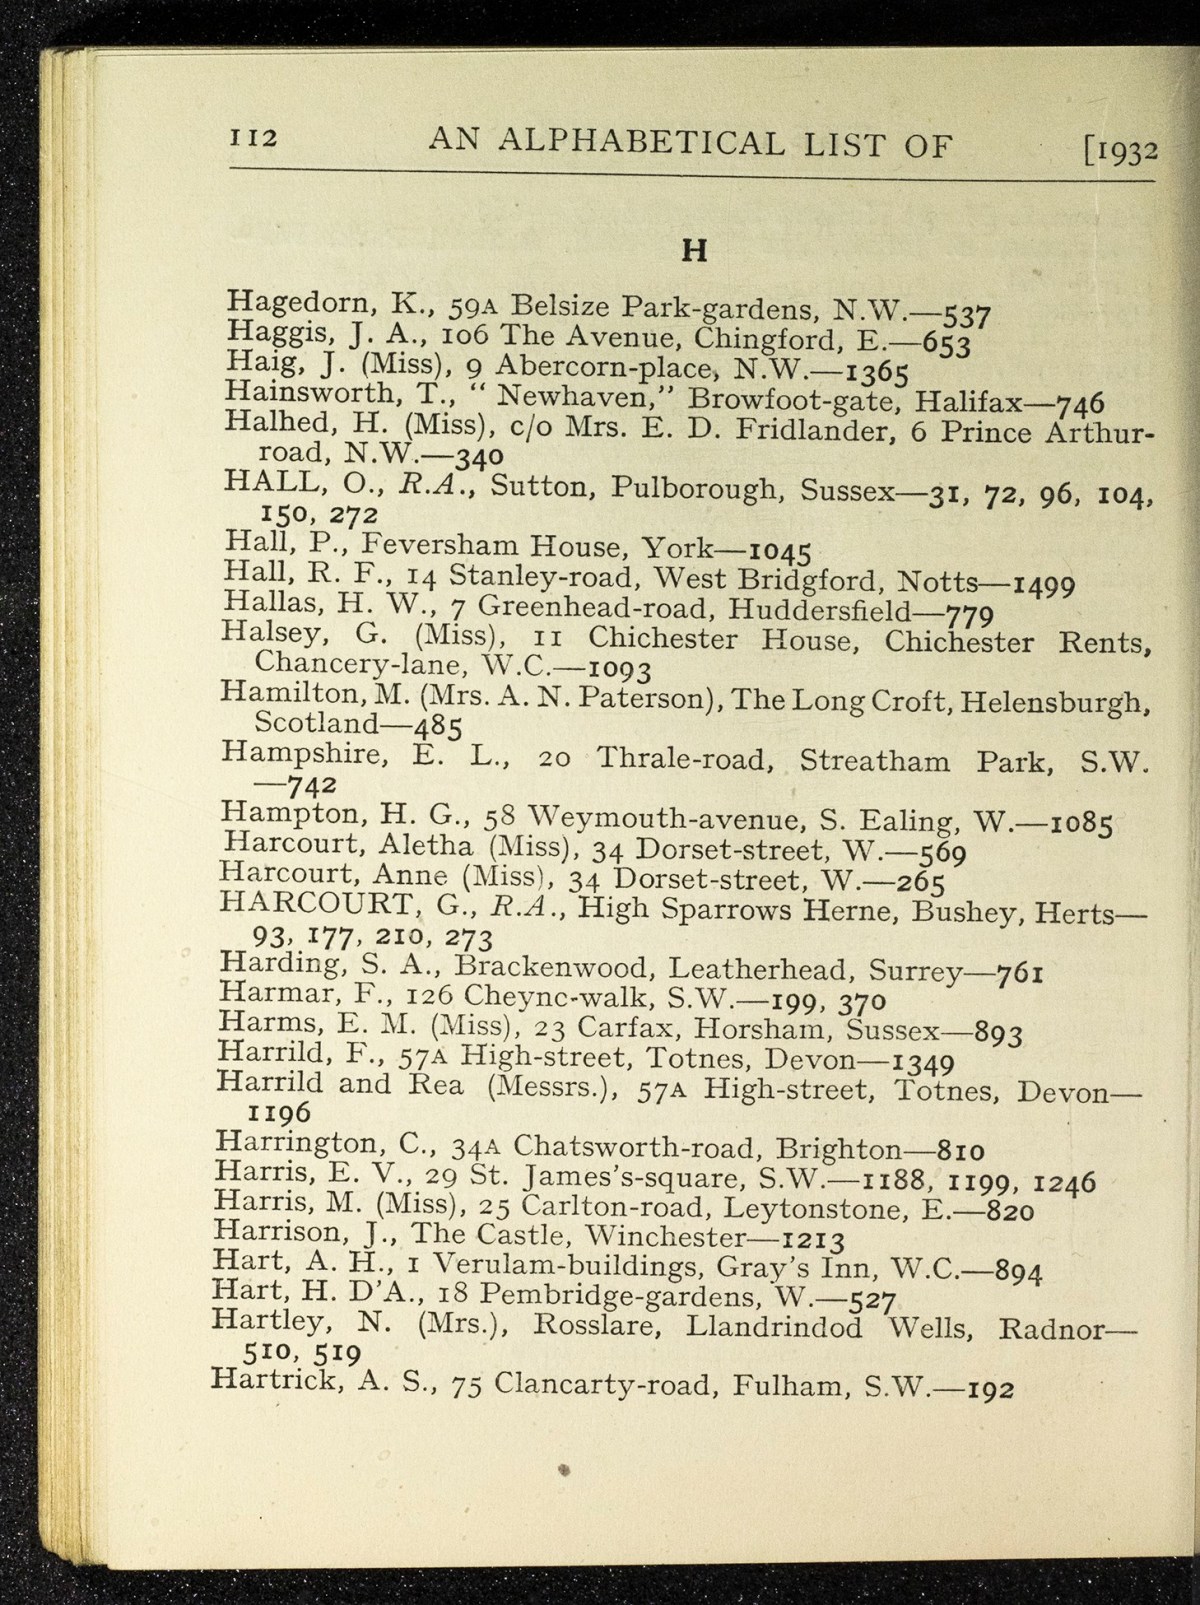 112 AN ALPHABETICAL LIST OF [1932
H
Hagedorn, K., 59A Belsize Park-gardens, N.W.—537
Haggis, J. A., 106 The Avenue, Chingford, E.—653
Haig, J. (Miss), 9 Abercorn-place, N.W.—1365
Hainsworth, T., “ Newhaven,” Browfoot-gate, Halifax—746
Halhed, H. (Miss), c/o Mrs. E. D. Fridlander, 6 Prince Arthur-
road, N.W.—340
HALL, O., R.A., Sutton, Pulborough, Sussex—31, 72, 96, 104,
150, 272
Hall, P., Feversham House, York—1045
Hall, R. F., 14 Stanley-road, West Bridgford, Notts—1499
Hallas, H. W., 7 Greenhead-road, Huddersfield—779
Halsey, G. (Miss), 11 Chichester House, Chichester Rents,
Chancery-lane, W.C.—1093
Hamilton, M. (Mrs. A. N. Paterson), The Long Croft, Helensburgh,
Scotland—485
Hampshire, E. L., 20 Thrale-road, Streatham Park, S.W.
—742
Hampton, H. G., 58 Weymouth-avenue, S. Ealing, W.—1085
Harcourt, Aletha (Miss), 34 Dorset-street, W.—569
Harcourt, Anne (Miss), 34 Dorset-street, W.—265
HARCOURT, G., R.A., High Sparrows Herne, Bushey, Herts—
93, 177, 210, 273
Harding, S. A., Brackenwood, Leatherhead, Surrey—761
Harmar, F., 126 Cheyne-walk, S.W.—199, 370
Harms, E. M. (Miss), 23 Carfax, Horsham, Sussex—893
Harrild, F., 57A High-street, Totnes, Devon—1349
Harrild and Rea (Messrs.), 57A High-street, Totnes, Devon—
1196
Harrington, C., 34A Chatsworth-road, Brighton—810
Harris, E. V., 29 St. James’s-square, S.W.—1188, 1199, 1246
Harris, M. (Miss), 25 Carlton-road, Leytonstone, E.—820
Harrison, J., The Castle, Winchester—1213
Hart, A. H., 1 Verulam-buildings, Gray’s Inn, W.C.—894
Hart, H. D’A., 18 Pembridge-gardens, W.—527
Hartley, N. (Mrs.), Rosslare, Llandrindod Wells, Radnor—
510, 519
Hartrick, A. S., 75 Clancarty-road, Fulham, S.W.—192